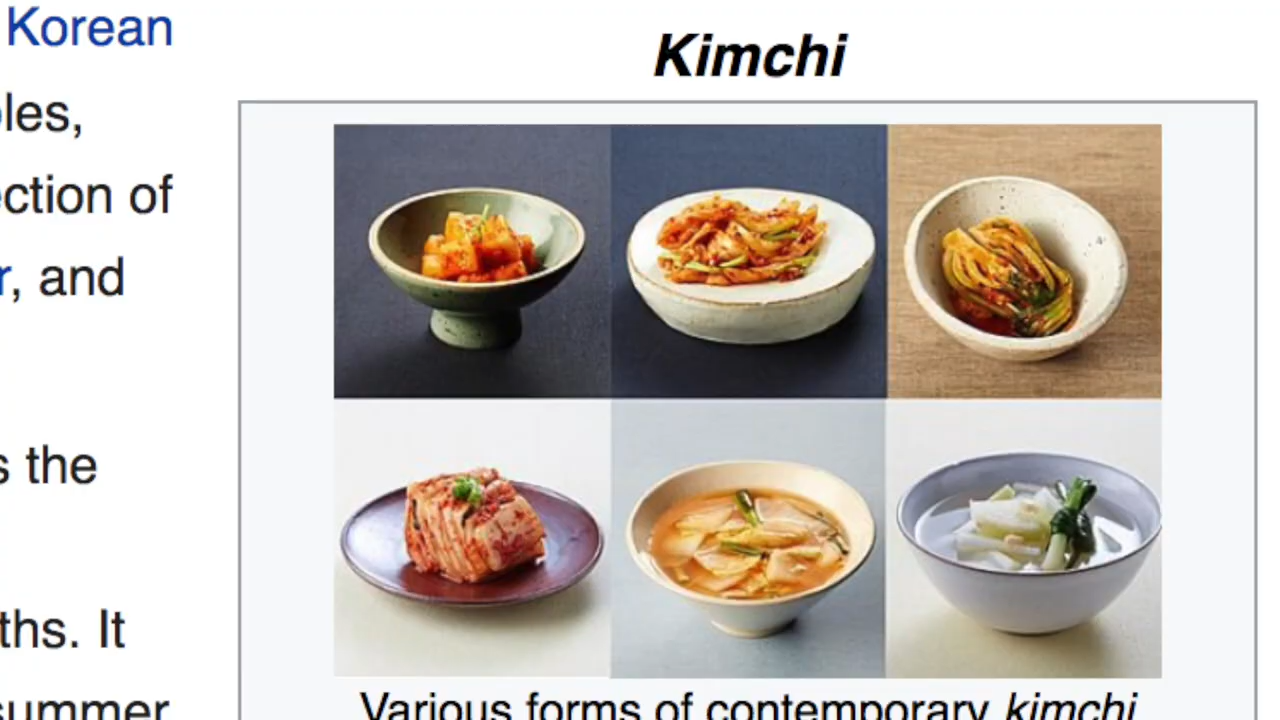 Korean
les,
ction of
, and
s the
ths. It
summer
Kimchi
Various forms of contemporary kimchi